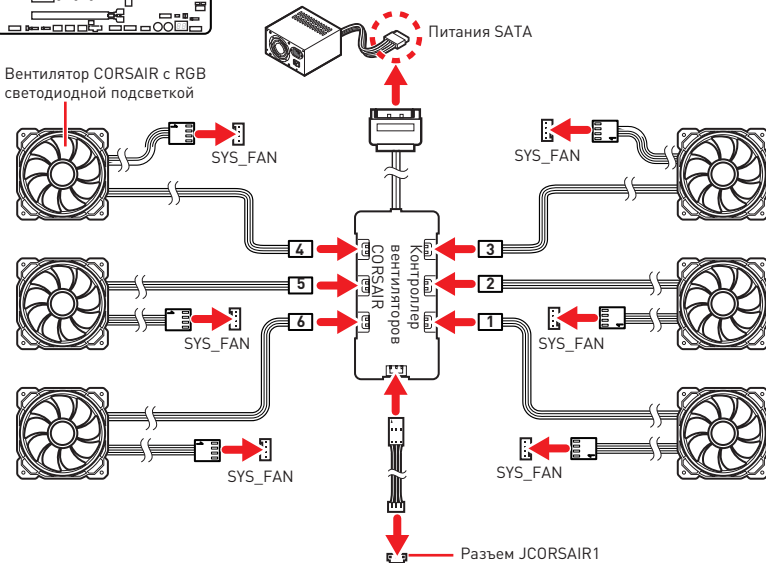 Питания SATA
Вентилятор CORSAIR с RGB
светодиодной подсветкой
SYS_FAN
SYS_FAN
4
3
5
2
6
1
Контроллер
вентиляторов
CORSAIR
SYS_FAN
SYS_FAN
SYS_FAN
SYS_FAN
Разъем JCORSAIR1